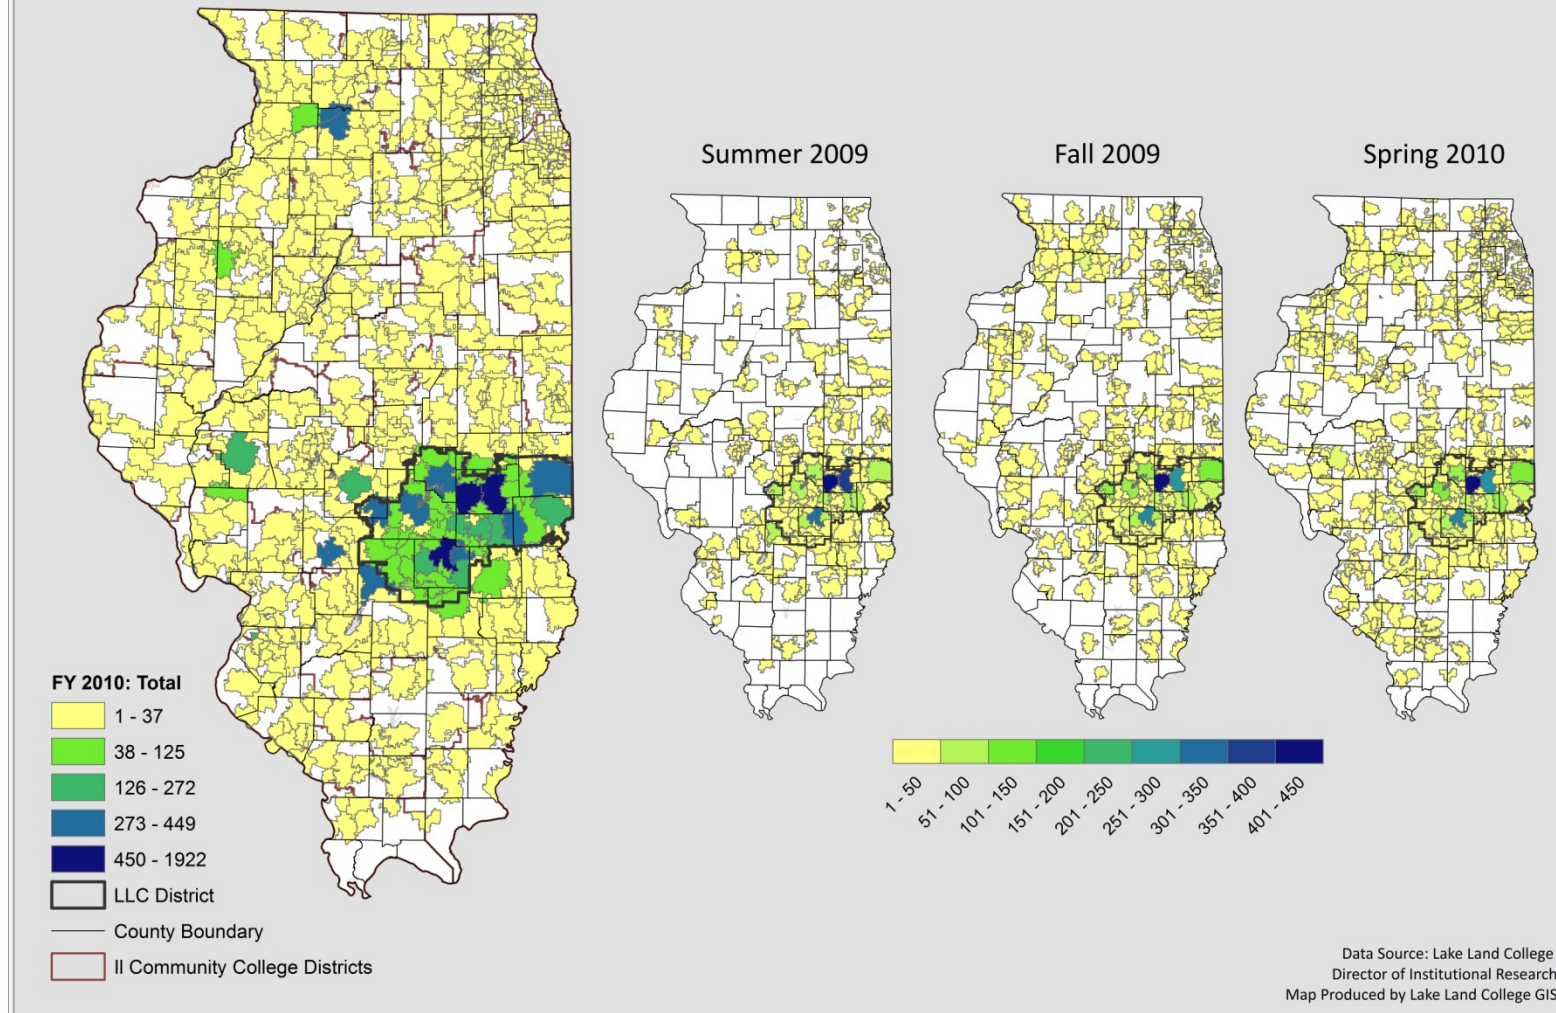 Summer 2009
Fall 2009
Spring 2010
FY 2010: Total
1 - 37
38 - 125
126 - 272
273 - 449
450 - 1922
LLC District
County Boundary
Il Community College Districts
1 - 50
51 - 100
101 - 150
151 - 200
201 - 250
251 - 300
301 - 350
351 - 400
401 - 450
Data Source: Lake Land College
Director of Institutional Research
Map Produced by Lake Land College GIS